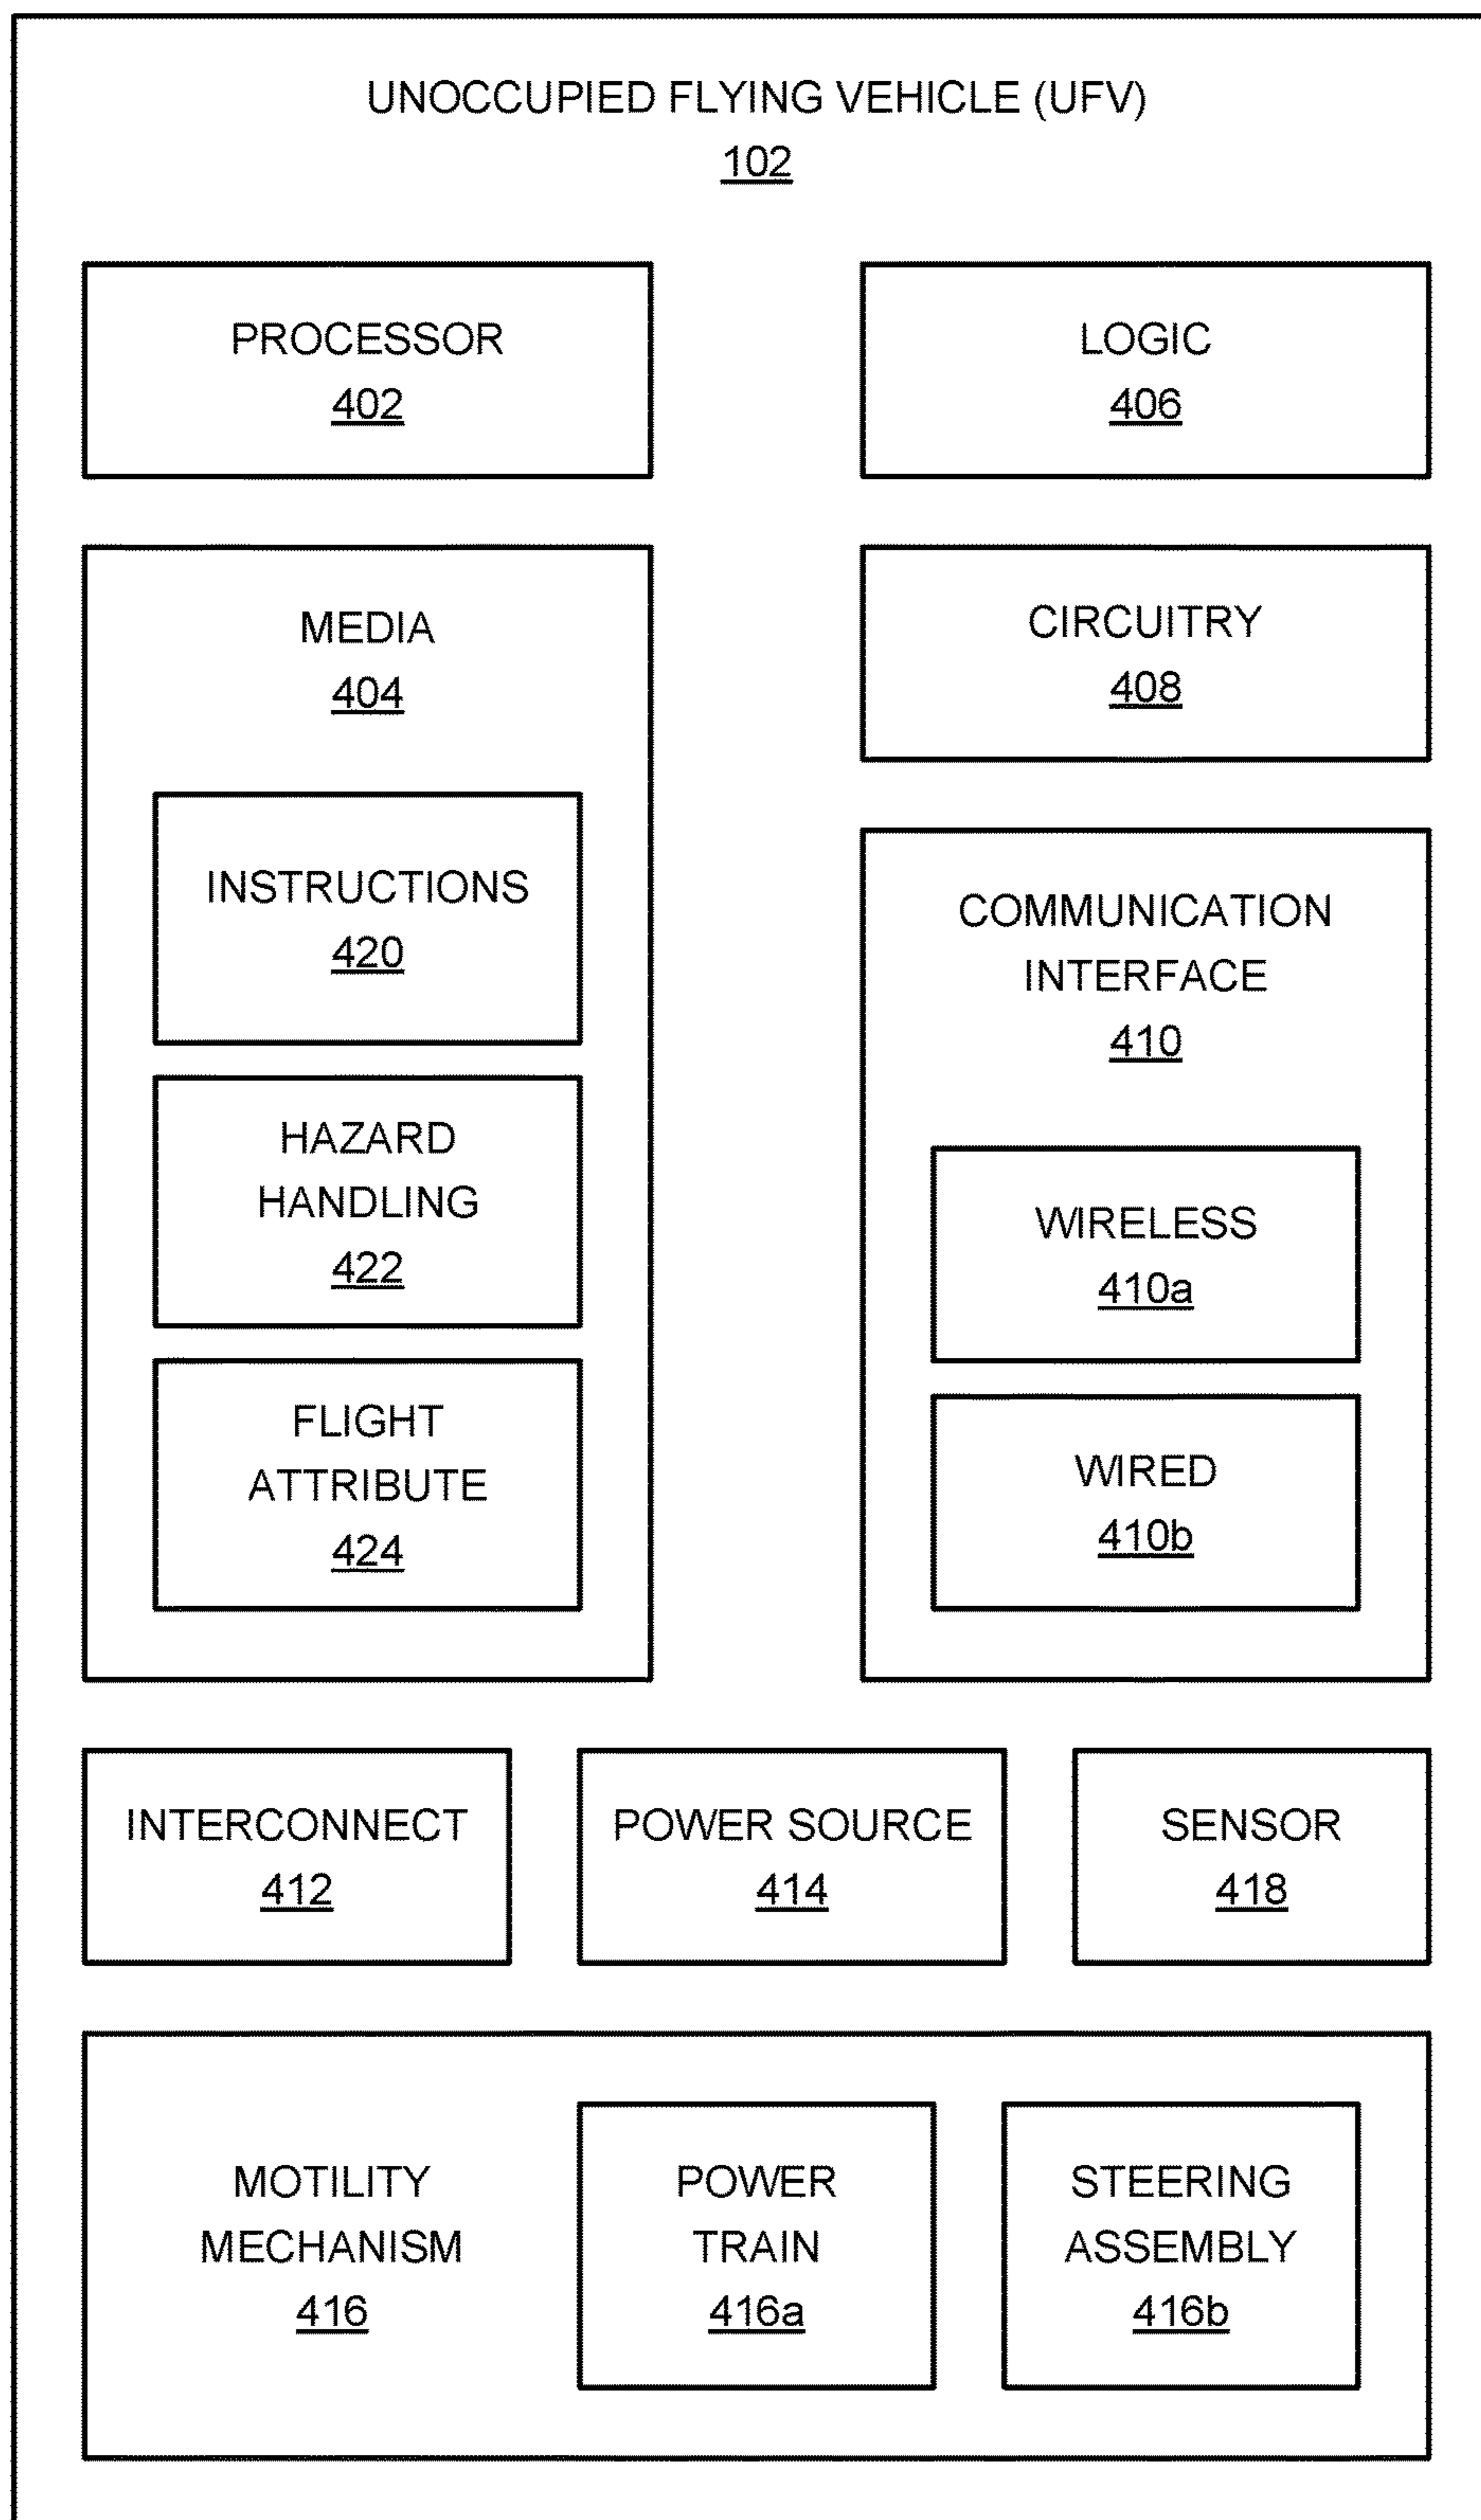 UNOCCUPIED FLYING VEHICLE (UFV)
102
PROCESSOR
402
LOGIC
406
MEDIA
404
INSTRUCTIONS
420
HAZARD
HANDLING
422
FLIGHT
ATTRIBUTE
424
CIRCUITRY
408
COMMUNICATION
INTERFACE
410
WIRELESS
410a
WIRED
410b
INTERCONNECT
412
POWER SOURCE
414
SENSOR
418
MOTILITY
MECHANISM
416
POWER
TRAIN
416a
STEERING
ASSEMBLY
416b